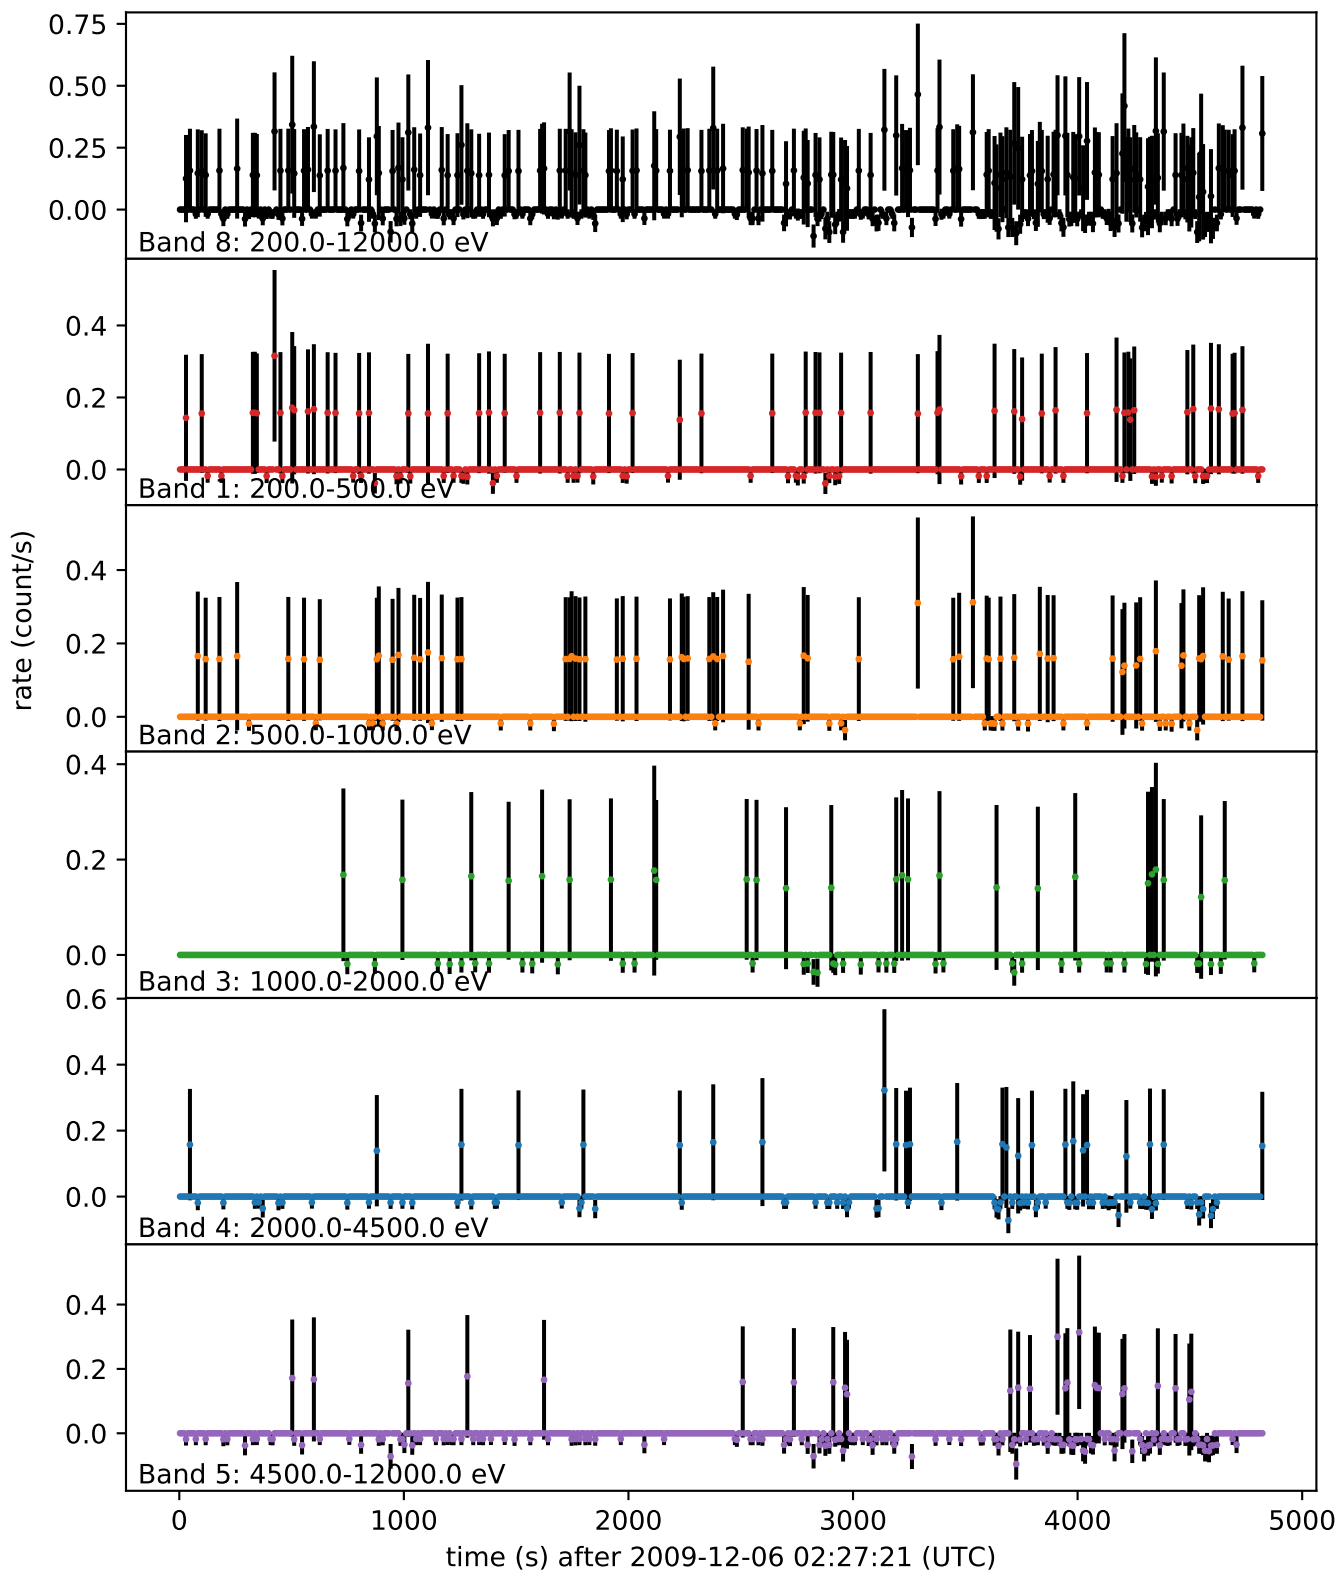 0.75
0.50
0.25
0.00
Band 8: 200.0-12000.0 eV
0.4
0.2
0.0
Band 1: 200.0-500.0 eV
rate (count/s)
0.4
0.2
0.0
Band 2: 500.0-1000.0 eV
0.4
0.2
0.0
Band 3: 1000.0-2000.0 eV
0.6
0.4
0.2
0.0
Band 4: 2000.0-4500.0 eV
0.4
0.2
0.0
Band 5: 4500.0-12000.0 eV
0 1000 2000 3000 4000 5000
time (s) after 2009-12-06 02:27:21 (UTC)